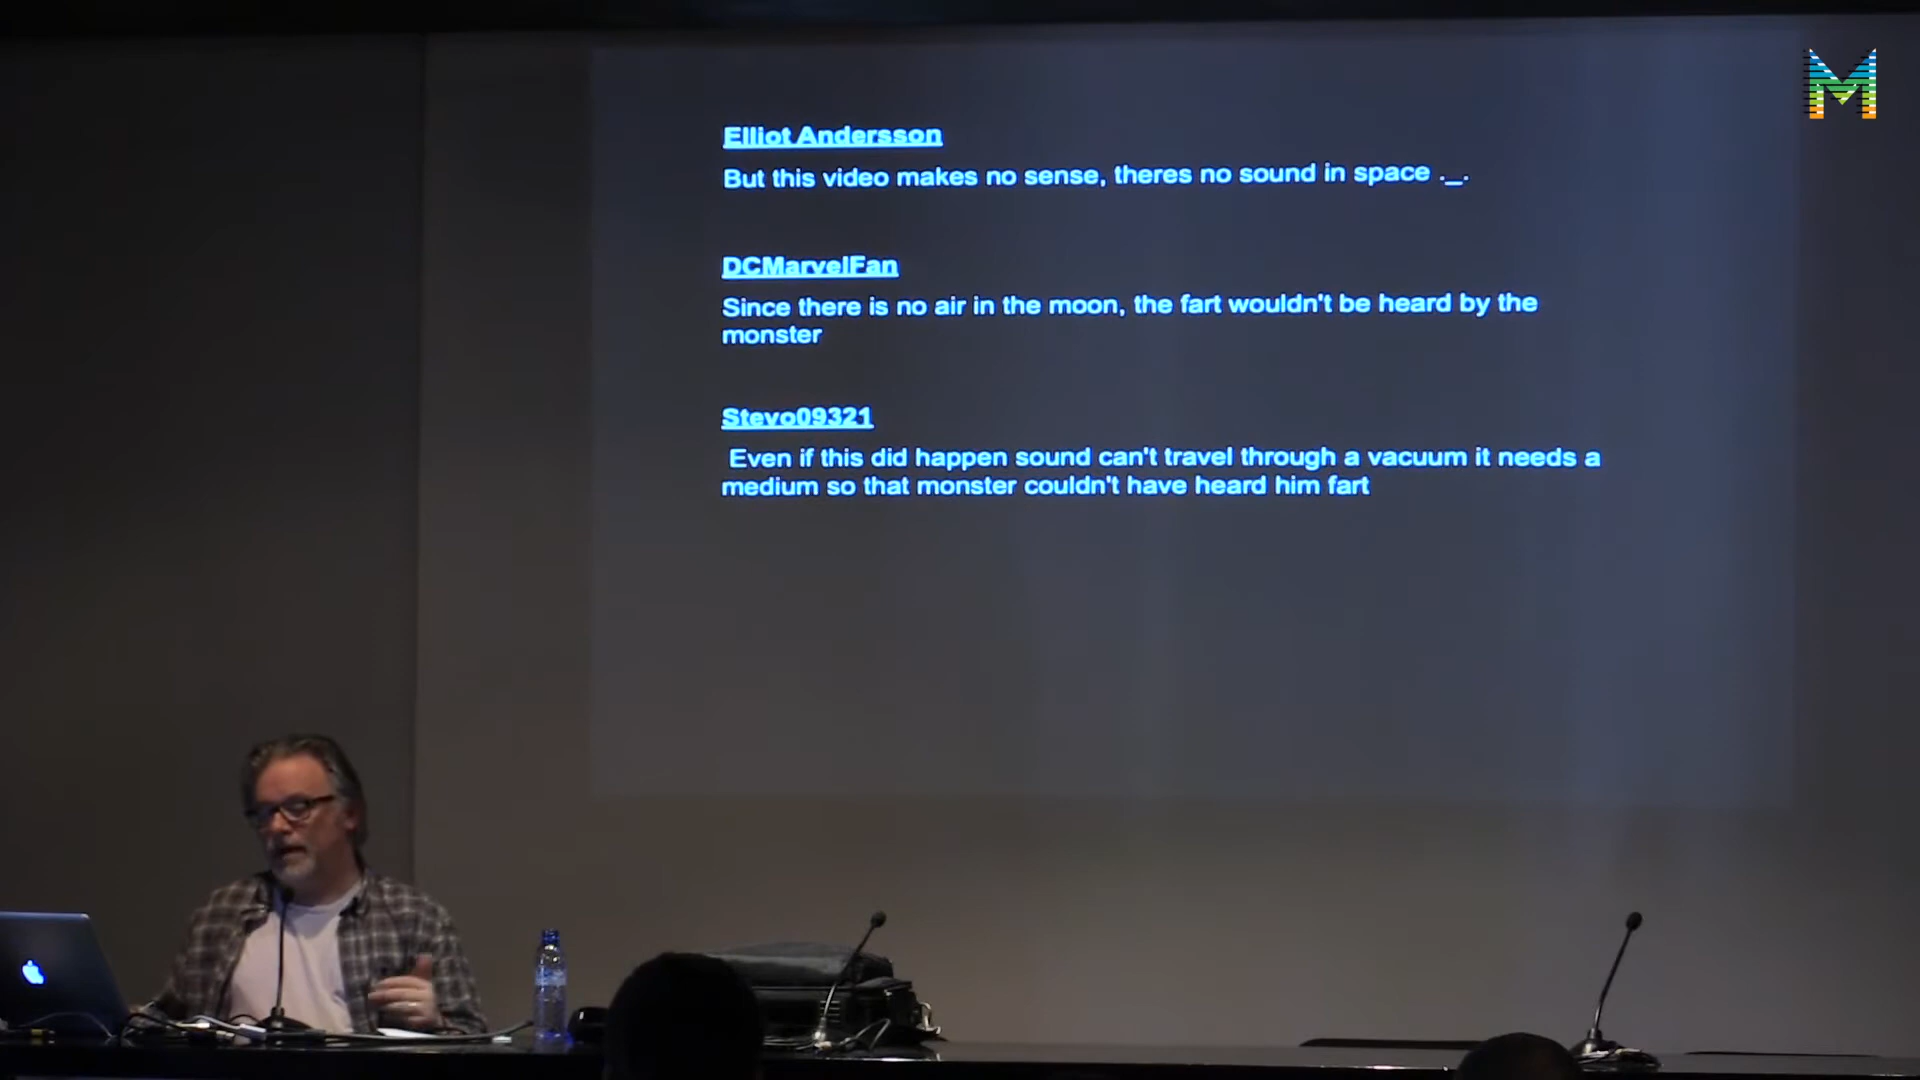 M
Elliot Andersson
But this video makes no sense, theres no sound in space ._.
DCMarvelFan
Since there is no air in the moon, the fart wouldn't be heard by the
monster
Stevo09321
Even if this did happen sound can't travel through a vacuum it needs a
medium so that monster couldn't have heard him fart